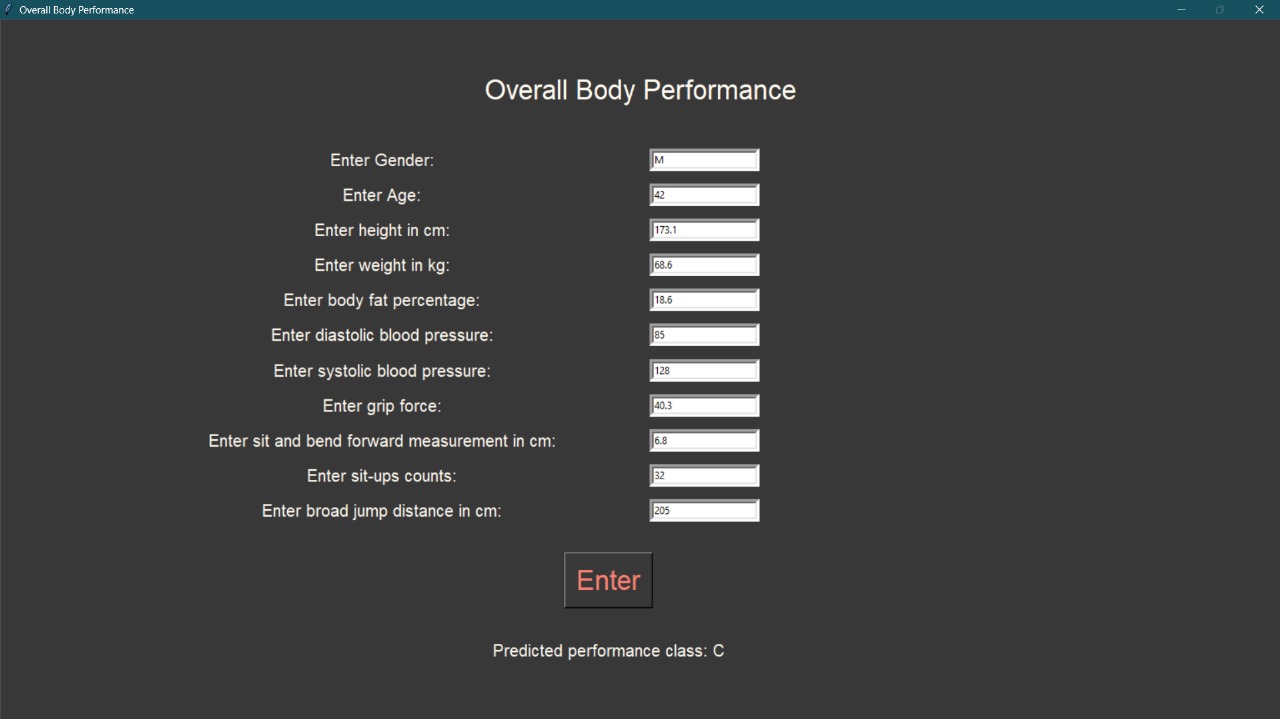 Overall Body Performance
Overall Body Performance
Enter Gender: M
Enter Age: 42
Enter height in cm: 173.1
Enter weight in kg: 68.6
Enter body fat percentage: 18.6
Enter diastolic blood pressure: 85
Enter systolic blood pressure: 128
Enter grip force: 40.3
Enter sit and bend forward measurement in cm: 6.8
Enter sit-ups counts: 32
Enter broad jump distance in cm: 205
Enter
Predicted performance class: C